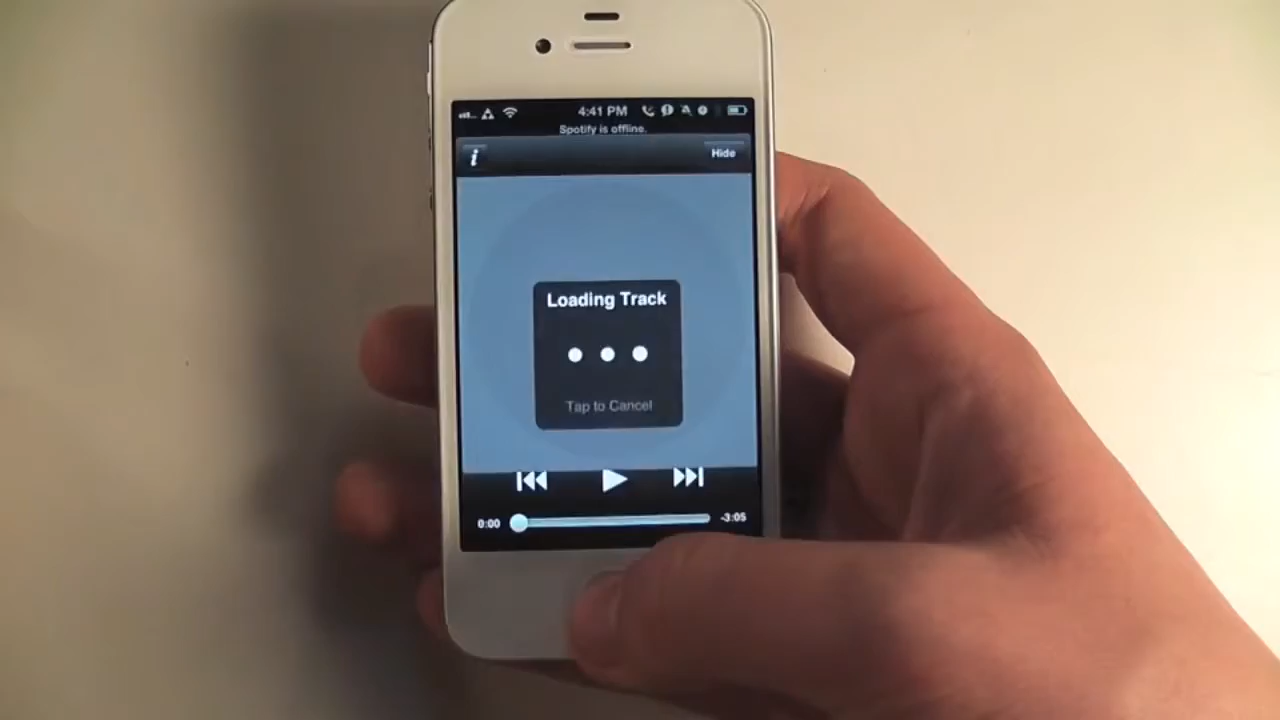 4:41 PM
Spotify is offline.
i
Hide
Loading Track
Tap to Cancel
0:00
-3:05